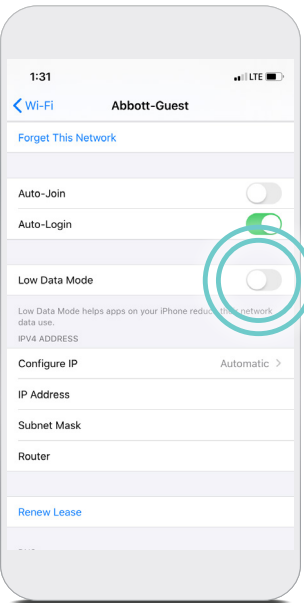 1:31 LTE
Wi-Fi Abbott-Guest
Forget This Network
Auto-Join
Auto-Login
Low Data Mode
Low Data Mode helps apps on your iPhone reduce their network
data use.
IPV4 ADDRESS
Configure IP Automatic
IP Address
Subnet Mask
Router
Renew Lease